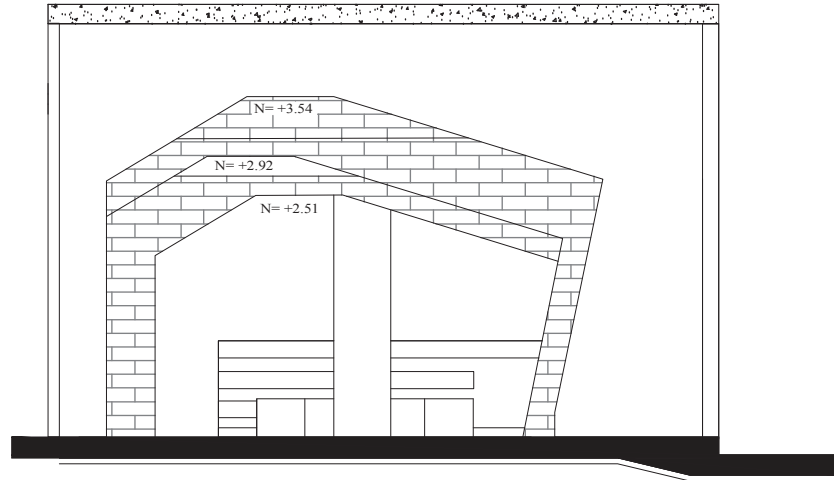 N= +3.54
N= +2.92
N= +2.51